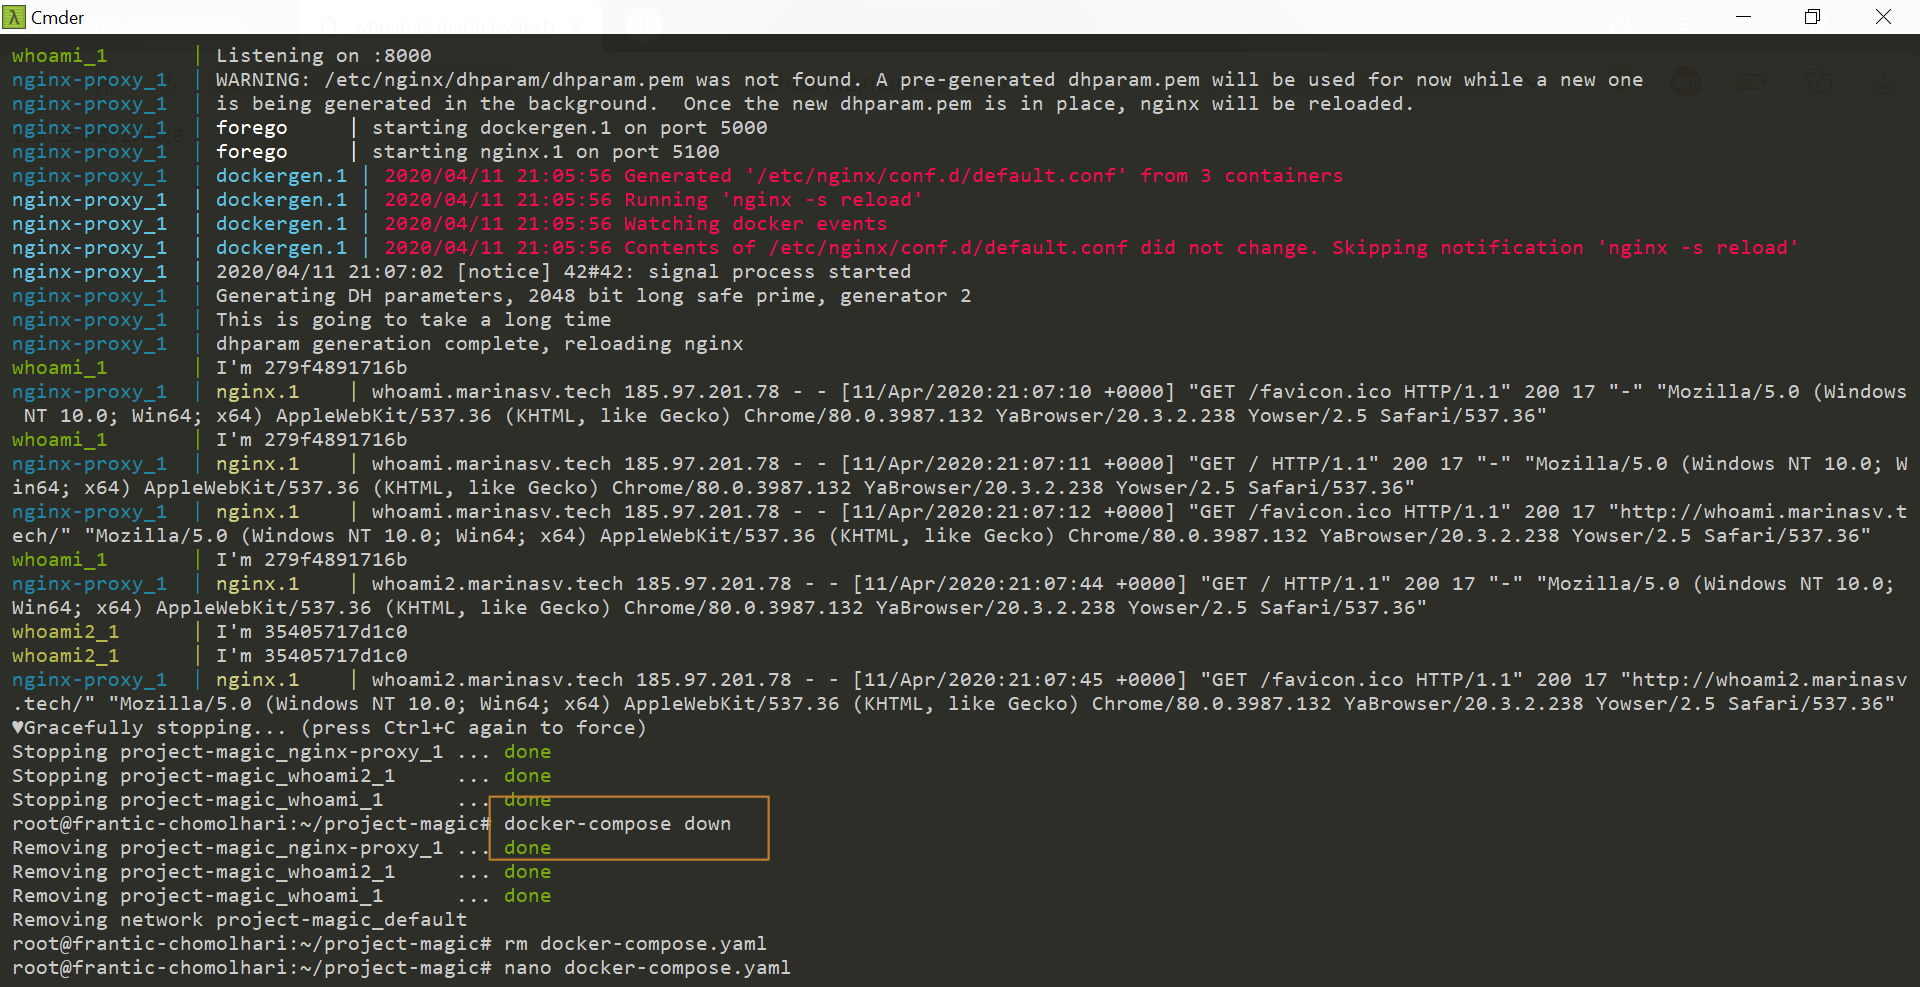 Cmder
whoami_1       | Listening on :8000
nginx-proxy_1  | WARNING: /etc/nginx/dhparam/dhparam.pem was not found. A pre-generated dhparam.pem will be used for now while a new one
nginx-proxy_1  | is being generated in the background.  Once the new dhparam.pem is in place, nginx will be reloaded.
nginx-proxy_1  | forego     | starting dockergen.1 on port 5000
nginx-proxy_1  | forego     | starting nginx.1 on port 5100
nginx-proxy_1  | dockergen.1 | 2020/04/11 21:05:56 Generated '/etc/nginx/conf.d/default.conf' from 3 containers
nginx-proxy_1  | dockergen.1 | 2020/04/11 21:05:56 Running 'nginx -s reload'
nginx-proxy_1  | dockergen.1 | 2020/04/11 21:05:56 Watching docker events
nginx-proxy_1  | dockergen.1 | 2020/04/11 21:05:56 Contents of /etc/nginx/conf.d/default.conf did not change. Skipping notification 'nginx -s reload'
nginx-proxy_1  | 2020/04/11 21:07:02 [notice] 42#42: signal process started
nginx-proxy_1  | Generating DH parameters, 2048 bit long safe prime, generator 2
nginx-proxy_1  | This is going to take a long time
nginx-proxy_1  | dhparam generation complete, reloading nginx
whoami_1       | I'm 279f4891716b
nginx-proxy_1  | nginx.1    | whoami.marinasv.tech 185.97.201.78 - - [11/Apr/2020:21:07:10 +0000] "GET /favicon.ico HTTP/1.1" 200 17 "-" "Mozilla/5.0 (Windows
 NT 10.0; Win64; x64) AppleWebKit/537.36 (KHTML, like Gecko) Chrome/80.0.3987.132 YaBrowser/20.3.2.238 Yowser/2.5 Safari/537.36"
whoami_1       | I'm 279f4891716b
nginx-proxy_1  | nginx.1    | whoami.marinasv.tech 185.97.201.78 - - [11/Apr/2020:21:07:11 +0000] "GET / HTTP/1.1" 200 17 "-" "Mozilla/5.0 (Windows NT 10.0; W
in64; x64) AppleWebKit/537.36 (KHTML, like Gecko) Chrome/80.0.3987.132 YaBrowser/20.3.2.238 Yowser/2.5 Safari/537.36"
nginx-proxy_1  | nginx.1    | whoami.marinasv.tech 185.97.201.78 - - [11/Apr/2020:21:07:12 +0000] "GET /favicon.ico HTTP/1.1" 200 17 "http://whoami.marinasv.t
ech/" "Mozilla/5.0 (Windows NT 10.0; Win64; x64) AppleWebKit/537.36 (KHTML, like Gecko) Chrome/80.0.3987.132 YaBrowser/20.3.2.238 Yowser/2.5 Safari/537.36"
whoami_1       | I'm 279f4891716b
nginx-proxy_1  | nginx.1    | whoami2.marinasv.tech 185.97.201.78 - - [11/Apr/2020:21:07:44 +0000] "GET / HTTP/1.1" 200 17 "-" "Mozilla/5.0 (Windows NT 10.0;
Win64; x64) AppleWebKit/537.36 (KHTML, like Gecko) Chrome/80.0.3987.132 YaBrowser/20.3.2.238 Yowser/2.5 Safari/537.36"
whoami2_1      | I'm 35405717d1c0
whoami2_1      | I'm 35405717d1c0
nginx-proxy_1  | nginx.1    | whoami2.marinasv.tech 185.97.201.78 - - [11/Apr/2020:21:07:45 +0000] "GET /favicon.ico HTTP/1.1" 200 17 "http://whoami2.marinasv
.tech/" "Mozilla/5.0 (Windows NT 10.0; Win64; x64) AppleWebKit/537.36 (KHTML, like Gecko) Chrome/80.0.3987.132 YaBrowser/20.3.2.238 Yowser/2.5 Safari/537.36"
♥Gracefully stopping... (press Ctrl+C again to force)
Stopping project-magic_nginx-proxy_1 ... done
Stopping project-magic_whoami2_1     ... done
Stopping project-magic_whoami_1      ... done
root@frantic-chomolhari:~/project-magic# docker-compose down
Removing project-magic_nginx-proxy_1 ... done
Removing project-magic_whoami2_1     ... done
Removing project-magic_whoami_1      ... done
Removing network project-magic_default
root@frantic-chomolhari:~/project-magic# rm docker-compose.yaml
root@frantic-chomolhari:~/project-magic# nano docker-compose.yaml